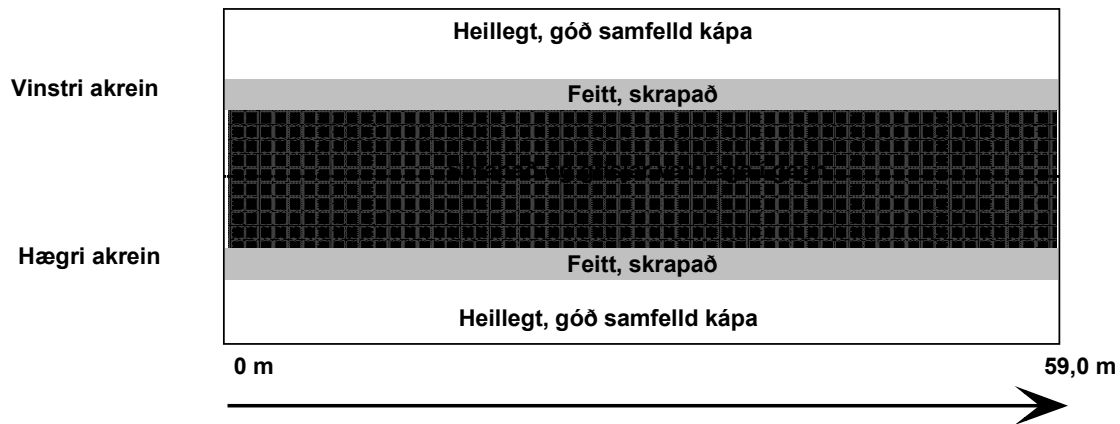 Heillegt, góð samfelld kápa
Vinstri akrein
Feitt, skrapað
Hægri akrein
Feitt, skrapað
Heillegt, góð samfelld kápa
0 m
59,0 m